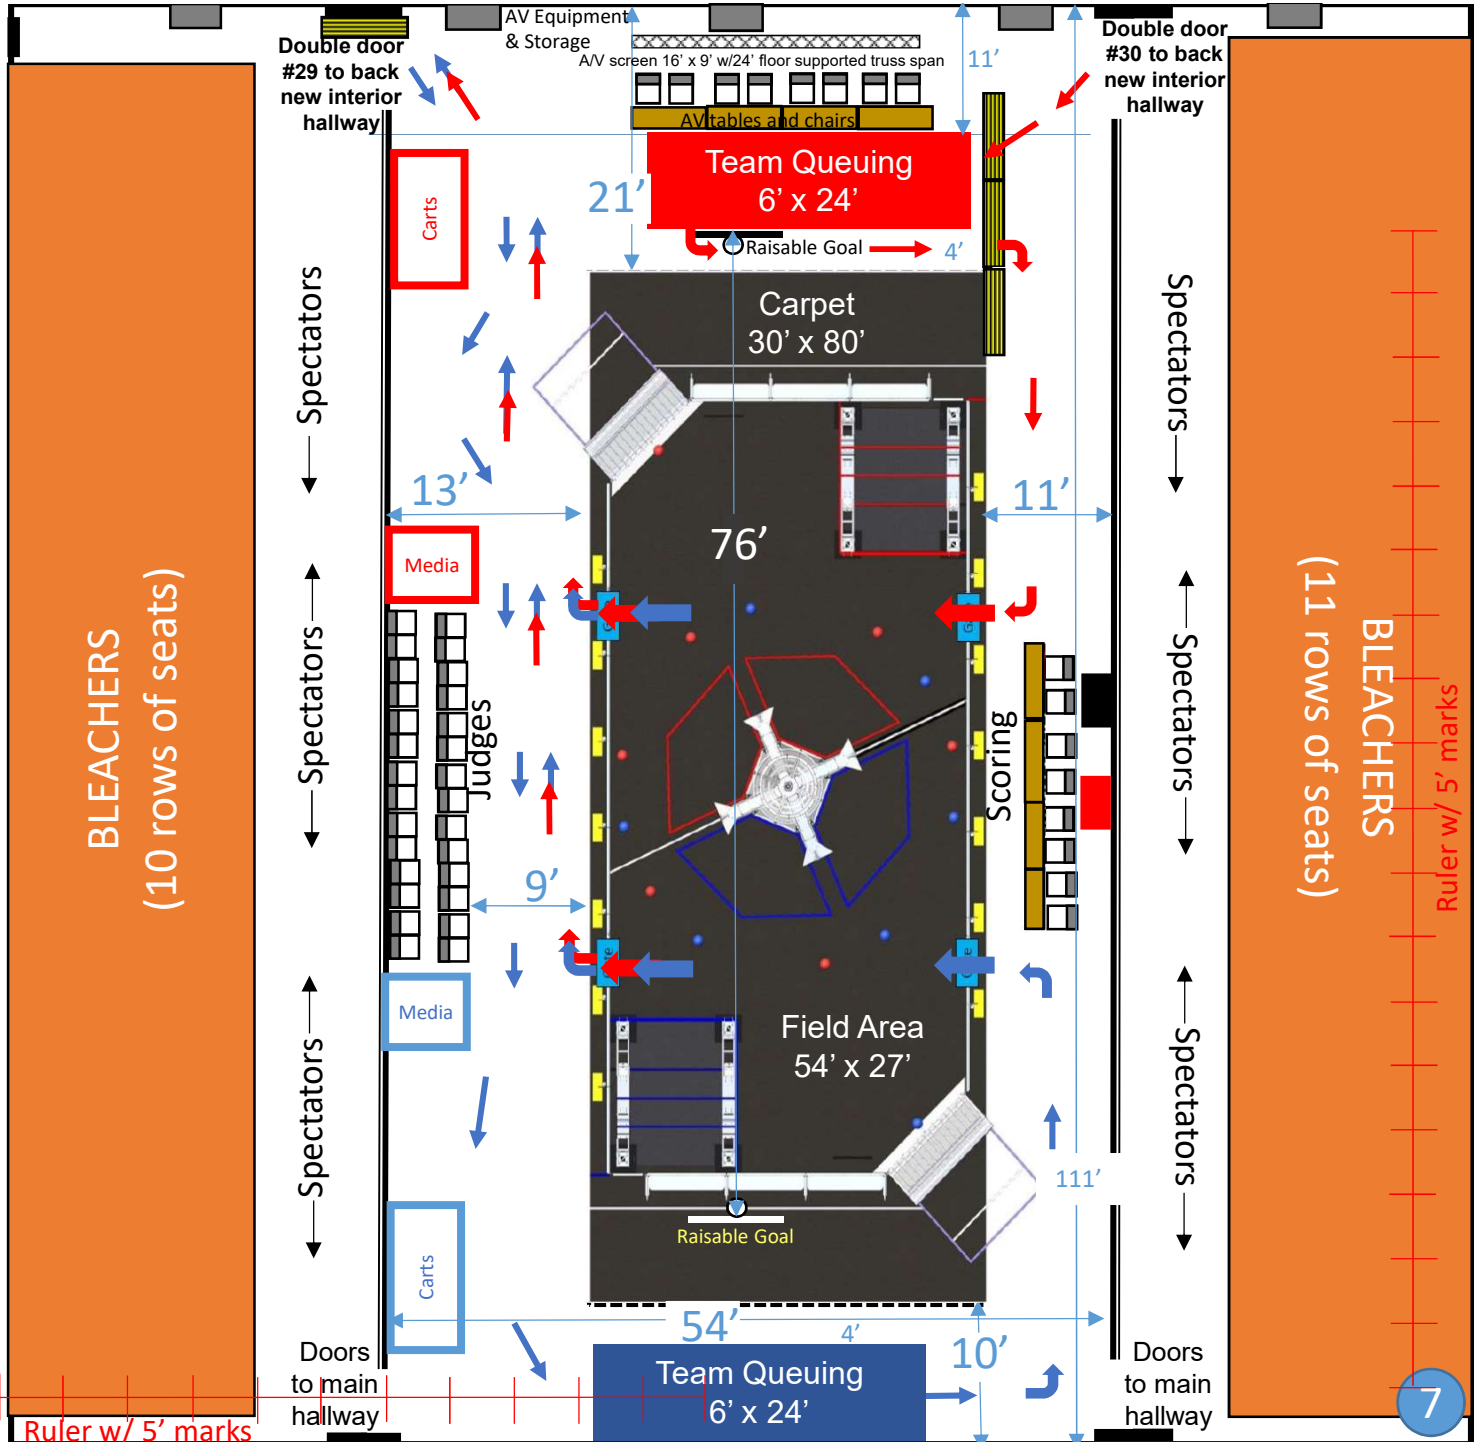 AV Equipment
& Storage
Double door
#29 to back
new interior
hallway
A/V screen 16’ x 9’ w/24’ floor supported truss span
11’
Double door
#30 to back
new interior
hallway
AV tables and chairs
Team Queuing
6’ x 24’
21’
Carts
Raisable Goal
4’
Carpet
30’ x 80’
Spectators
Spectators
13’
11’
76’
Media
BLEACHERS
(10 rows of seats)
Spectators
Judges
Scoring
Spectators
BLEACHERS
(11 rows of seats)
Ruler w/ 5’ marks
9’
Media
Field Area
54’ x 27’
Spectators
Spectators
111’
Raisable Goal
Carts
54’
4’
10’
Doors
to main
hallway
Team Queuing
6’ x 24’
Doors
to main
hallway
Ruler w/ 5’ marks
7